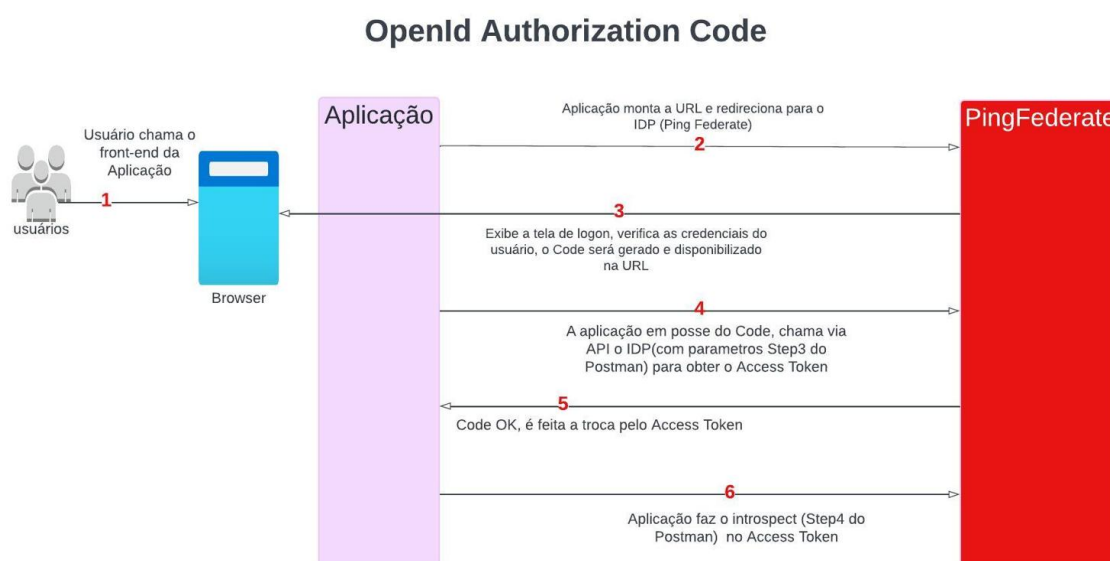 OpenId Authorization Code
Aplicação
Aplicação monta a URL e redireciona para o
IDP (Ping Federate)
2
PingFederate
Usuário chama o
front-end da
Aplicação
1
usuários
Browser
3
Exibe a tela de logon, verifica as credenciais do
usuário, o Code será gerado e disponibilizado
na URL
4
A aplicação em posse do Code, chama via
API o IDP(com parametros Step3 do
Postman) para obter o Access Token
5
Code OK, é feita a troca pelo Access Token
6
Aplicação faz o introspect (Step4 do
Postman) no Access Token